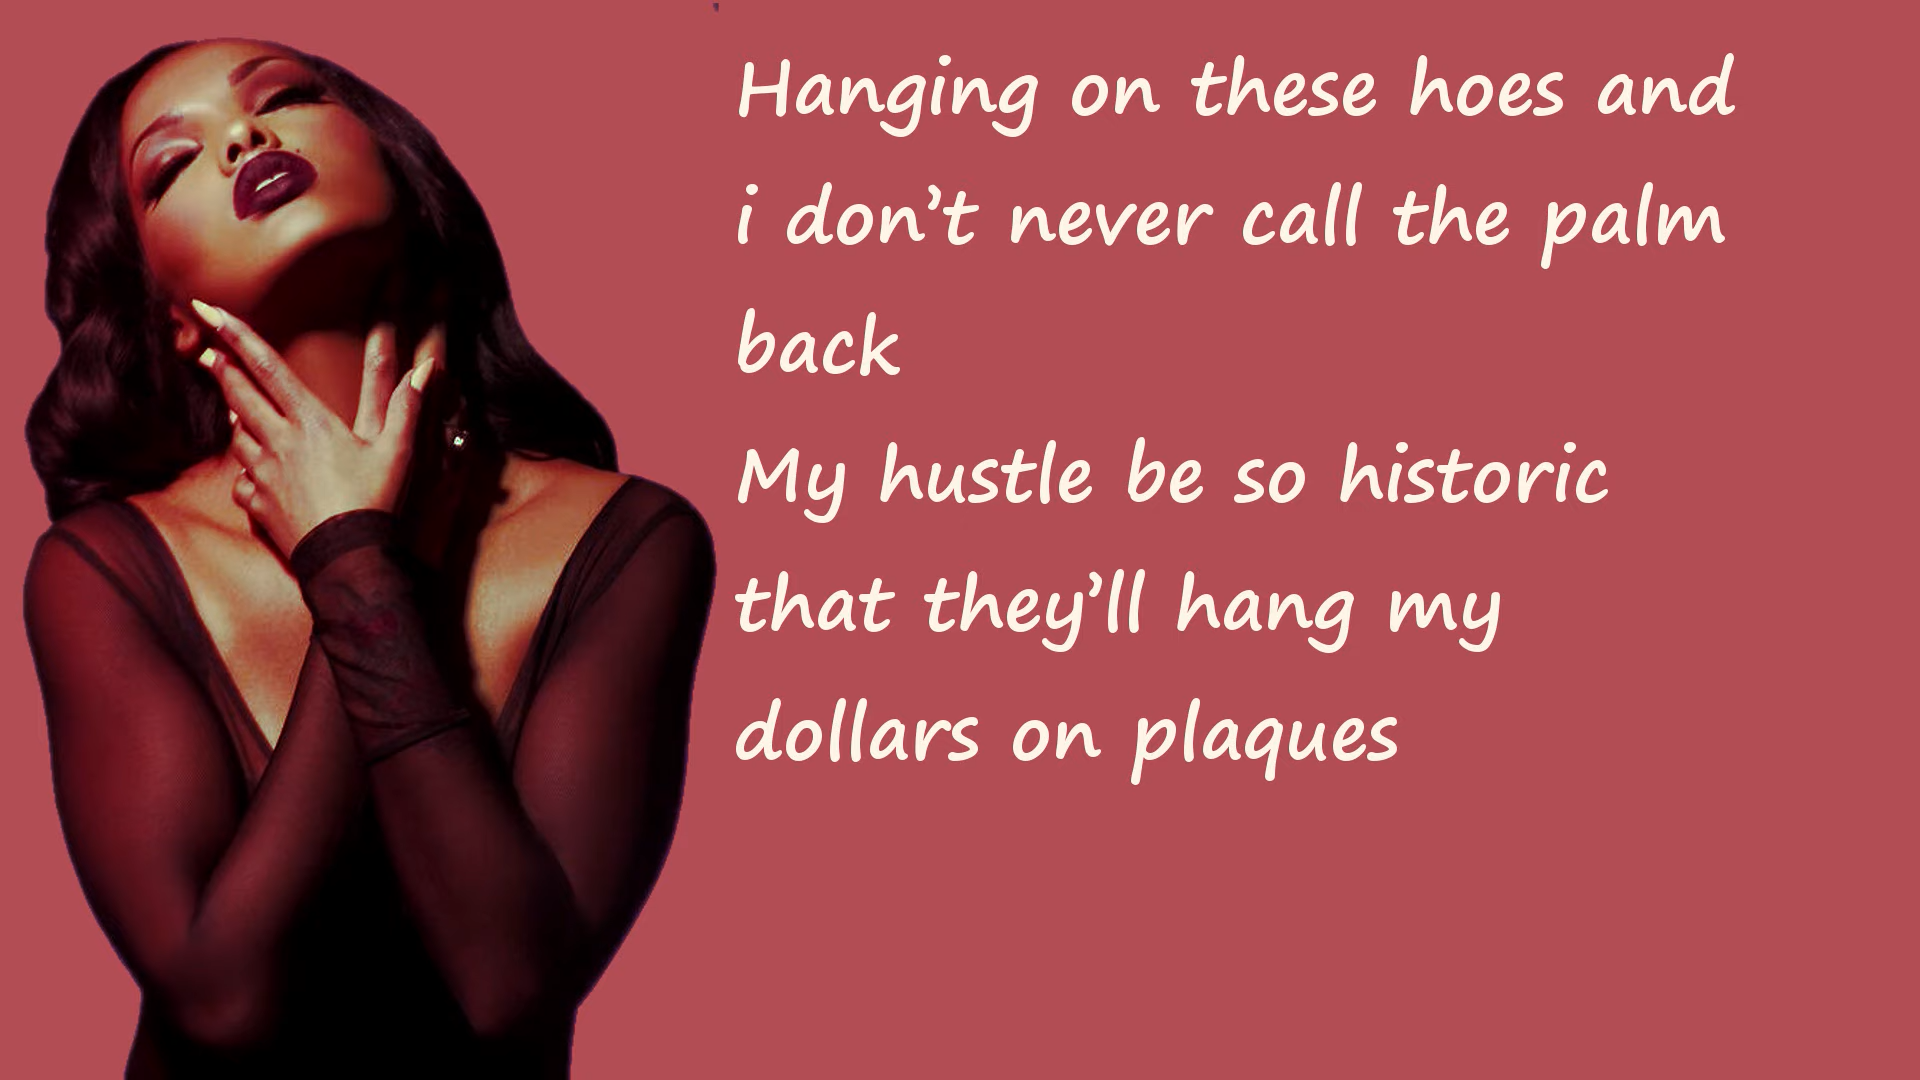 Hanging on these hoes and
i don’t never call the palm
back
My hustle be so historic
that they’ll hang my
dollars on plaques